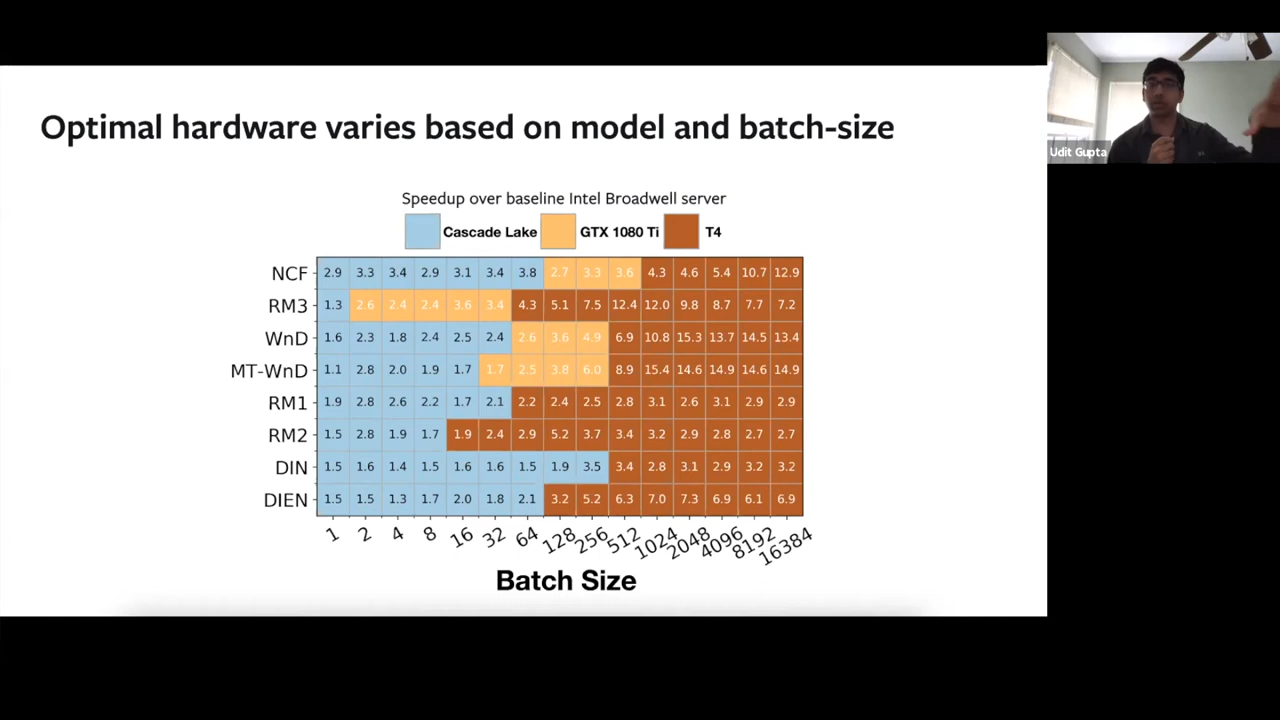 Optimal hardware varies based on model and batch-size
Udit Gupta
Speedup over baseline Intel Broadwell server
Cascade Lake GTX 1080 Ti T4
NCF 2.9 3.3 3.4 2.9 3.1 3.4 3.8 2.7 3.3 3.6 4.3 4.6 5.4 10.7 12.9
RM3 1.3 2.6 2.4 2.4 3.6 3.4 4.3 5.1 7.5 12.4 12.0 9.8 8.7 7.7 7.2
WnD 1.6 2.3 1.8 2.4 2.5 2.4 2.6 3.6 4.9 6.9 10.8 15.3 13.7 14.5 13.4
MT-WnD 1.1 2.8 2.0 1.9 1.7 1.7 2.5 3.8 6.0 8.9 15.4 14.6 14.9 14.6 14.9
RM1 1.9 2.8 2.6 2.2 1.7 2.1 2.2 2.4 2.5 2.8 3.1 2.6 3.1 2.9 2.9
RM2 1.5 2.8 1.9 1.7 1.9 2.4 2.9 5.2 3.7 3.4 3.2 2.9 2.8 2.7 2.7
DIN 1.5 1.6 1.4 1.5 1.6 1.6 1.5 1.9 3.5 3.4 2.8 3.1 2.9 3.2 3.2
DIEN 1.5 1.5 1.3 1.7 2.0 1.8 2.1 3.2 5.2 6.3 7.0 7.3 6.9 6.1 6.9
1 2 4 8 16 32 64 128 256 512 1024 2048 4096 8192 16384
Batch Size